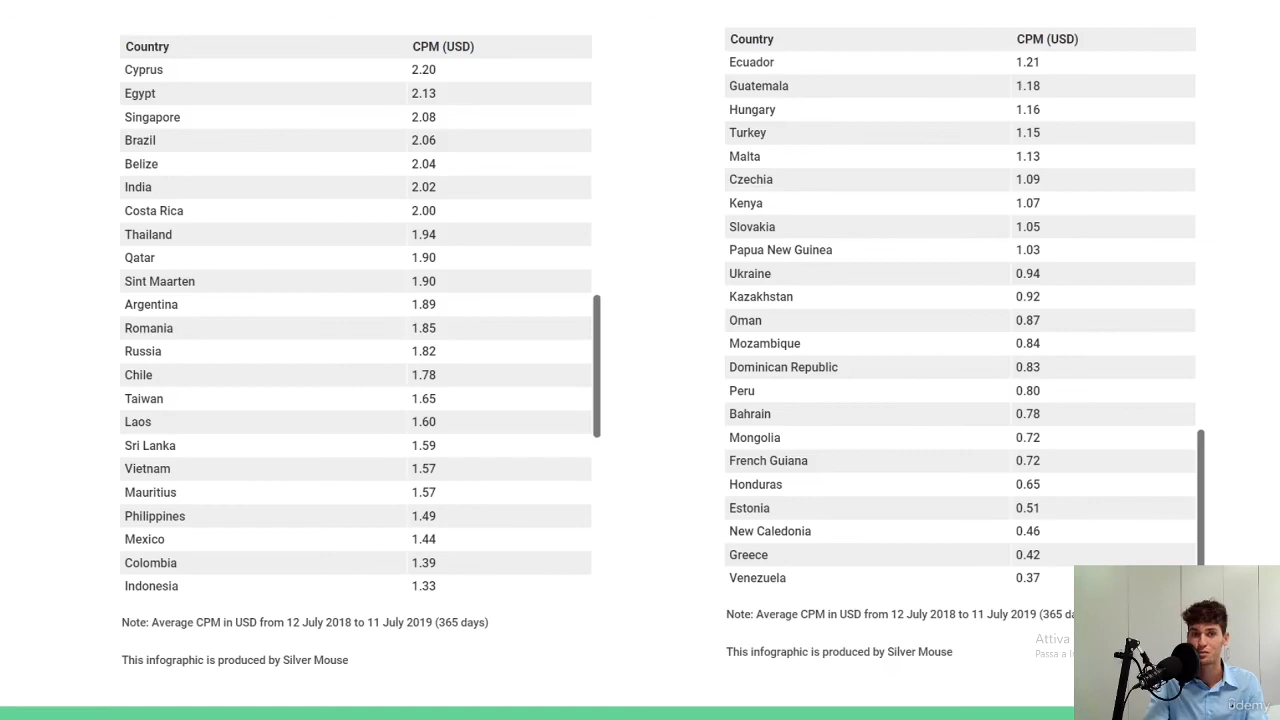 Country CPM (USD)
Cyprus 2.20
Egypt 2.13
Singapore 2.08
Brazil 2.06
Belize 2.04
India 2.02
Costa Rica 2.00
Thailand 1.94
Qatar 1.90
Sint Maarten 1.90
Argentina 1.89
Romania 1.85
Russia 1.82
Chile 1.78
Taiwan 1.65
Laos 1.60
Sri Lanka 1.59
Vietnam 1.57
Mauritius 1.57
Philippines 1.49
Mexico 1.44
Colombia 1.39
Indonesia 1.33
Note: Average CPM in USD from 12 July 2018 to 11 July 2019 (365 days)
This infographic is produced by Silver Mouse
Country CPM (USD)
Ecuador 1.21
Guatemala 1.18
Hungary 1.16
Turkey 1.15
Malta 1.13
Czechia 1.09
Kenya 1.07
Slovakia 1.05
Papua New Guinea 1.03
Ukraine 0.94
Kazakhstan 0.92
Oman 0.87
Mozambique 0.84
Dominican Republic 0.83
Peru 0.80
Bahrain 0.78
Mongolia 0.72
French Guiana 0.72
Honduras 0.65
Estonia 0.51
New Caledonia 0.46
Greece 0.42
Venezuela 0.37
Note: Average CPM in USD from 12 July 2018 to 11 July 2019 (365 da
This infographic is produced by Silver Mouse
Attiva
Passa a
udemy